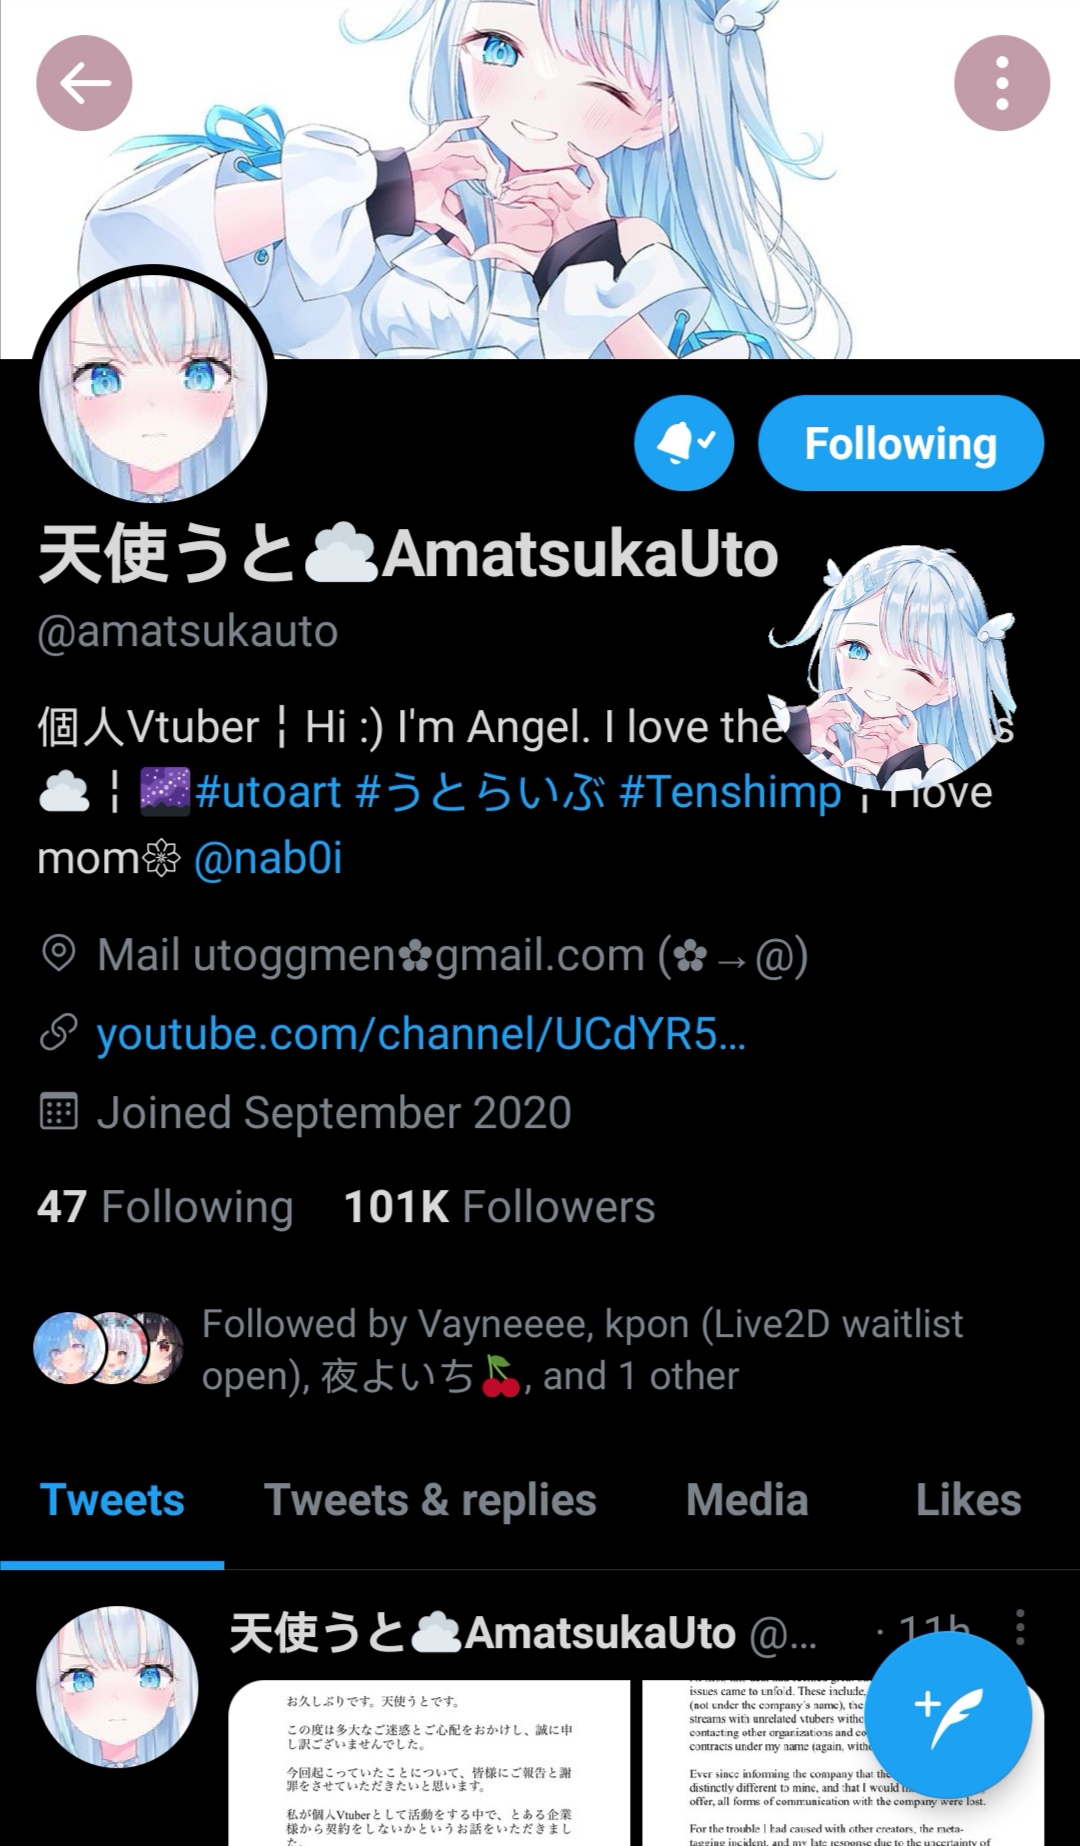 Following
天使うと☁️AmatsukaUto
@amatsukauto
個人Vtuber ¦ Hi :) I'm Angel. I love the
☁️ ¦ 🌌#utoart #うとらいぶ #Tenshimp ¦ I love
mom🏵 @nab0i
Mail utoggmen✿gmail.com (✿→@)
youtube.com/channel/UCdYR5…
Joined September 2020
47 Following 101K Followers
Followed by Vayneeee, kpon (Live2D waitlist
open), 夜よいち🍒, and 1 other
Tweets Tweets & replies Media Likes
天使うと☁️AmatsukaUto @… · 11h
お久しぶりです。天使うとです。
この度は多大なご迷惑とご心配をおかけし、誠に申
し訳ございませんでした。
今回起こっていたことについて、皆様にご報告と謝
罪をさせていただきたいと思います。
私が個人Vtuberとして活動をする中で、とある企業
様から契約をしないかというお話をいただきまし
た。
issues came to unfold. These include,
(not under the company's name), the
streams with unrelated vtubers
contacting other organizations and
contracts under my name (again,
Ever since informing the company that
distinctly different to mine, and that I would
offer, all forms of communication with the company were lost.
For the trouble I had caused with other creators, the meta-
tagging incident, and my late response due to the uncertainty of